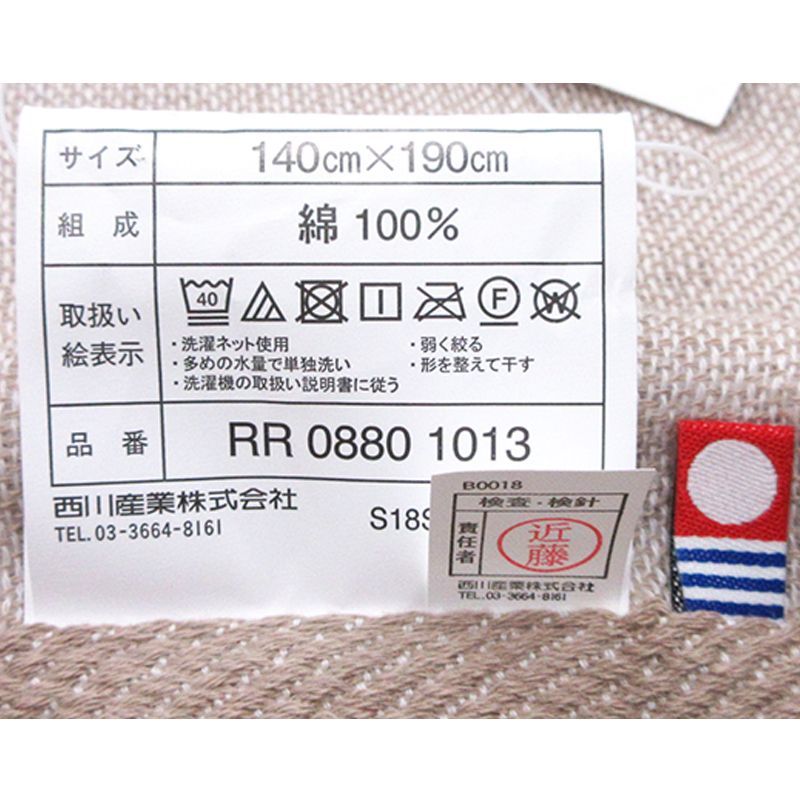 サイズ 140cm×190cm
組成 綿 100%
取扱い
絵表示
40 F W
・洗濯ネット使用 ・弱く絞る
・多めの水量で単独洗い ・形を整えて干す
・洗濯機の取扱い説明書に従う
品番 RR 0880 1013
西川産業株式会社
TEL.03-3664-8161
S18S
B0018
検査・検針
責任者 近藤
西川産業株式会社
TEL.03-3664-8161